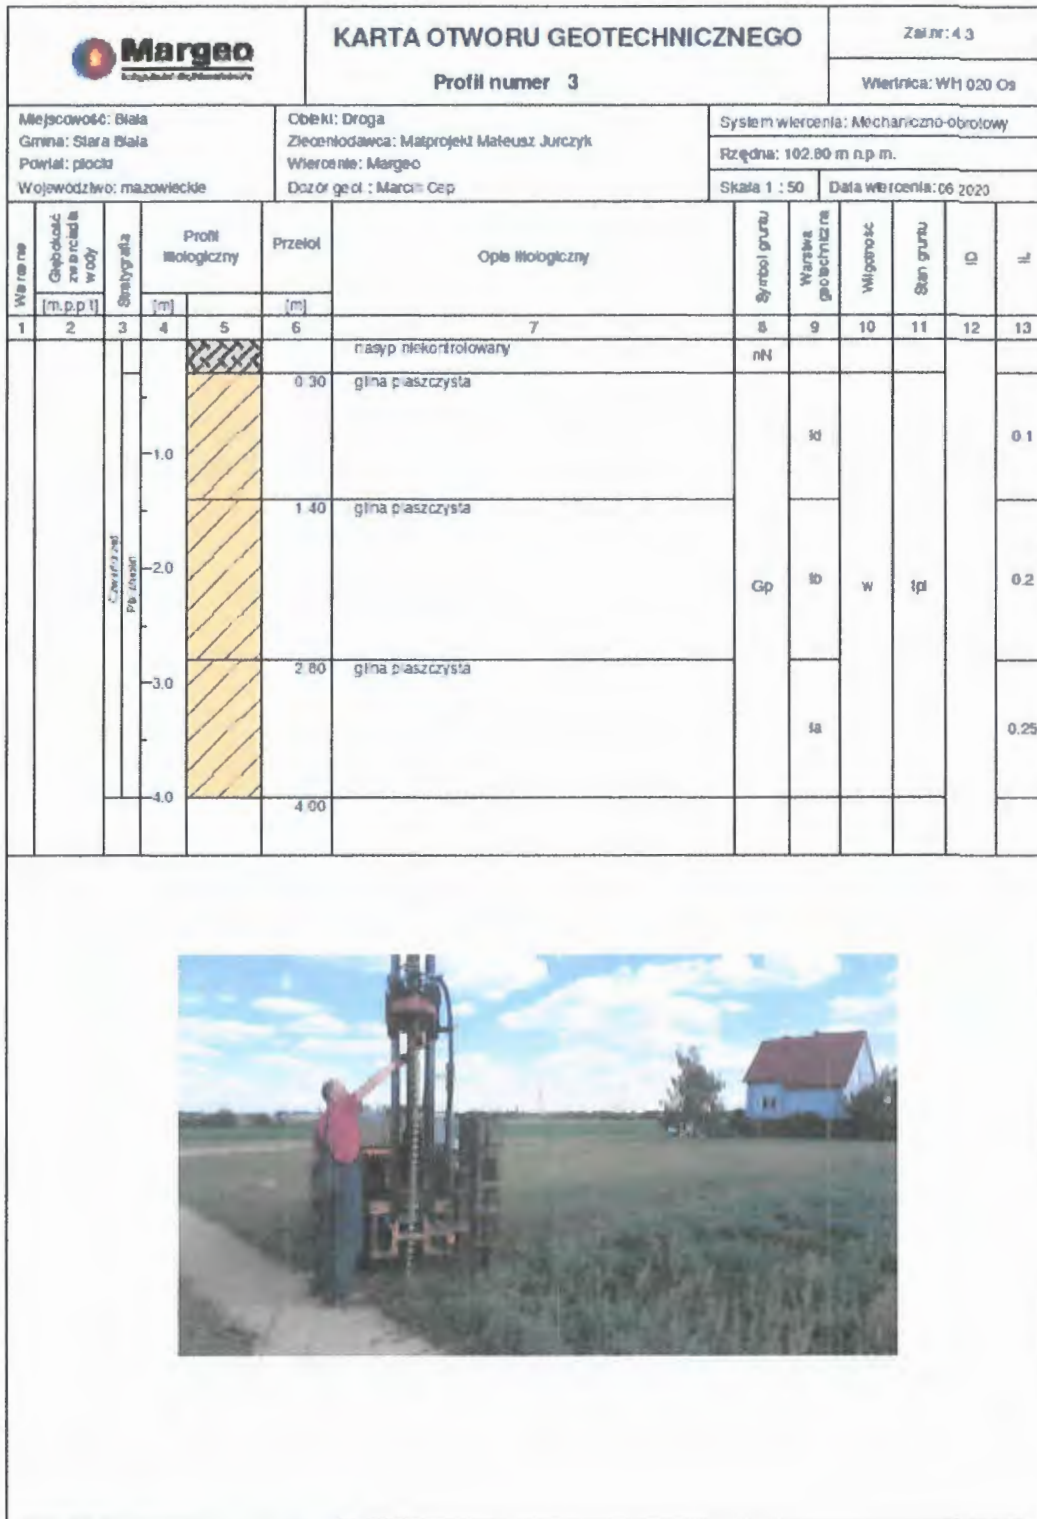 Margeo
KARTA OTWORU GEOTECHNICZNEGO
Profil numer 3
Zał.nr: 4.3
Wiertnica: WH 020 Os
Miejscowość: Biała
Gmina: Stara Biała
Powiat: płocki
Województwo: mazowieckie
Obiekt: Droga
Zleceniodawca: Matprojekt Mateusz Jurczyk
Wiercenie: Margeo
Dozór geol.: Marcin Cep
System wiercenia: Mechaniczno-obrotowy
Rzędna: 102.80 m n.p.m.
Skala 1 : 50 Data wiercenia: 06 2020
Wiercenie
Głębokość zwierciadła wody
[m.p.p.t]
Stratygrafia
Profil litologiczny
[m]
Przelot
[m]
Opis litologiczny
Symbol gruntu
Warstwa geotechniczna
Wilgotność
Stan gruntu
ID
IL
1 2 3 4 5 6 7 8 9 10 11 12 13
nasyp niekontrolowany nN
0.30 glina piaszczysta
1.0 Id 0.1
1.40 glina piaszczysta
2.0 Gp Ib w tpl 0.2
2.80 glina piaszczysta
3.0
Ia 0.25
4.0
4.00